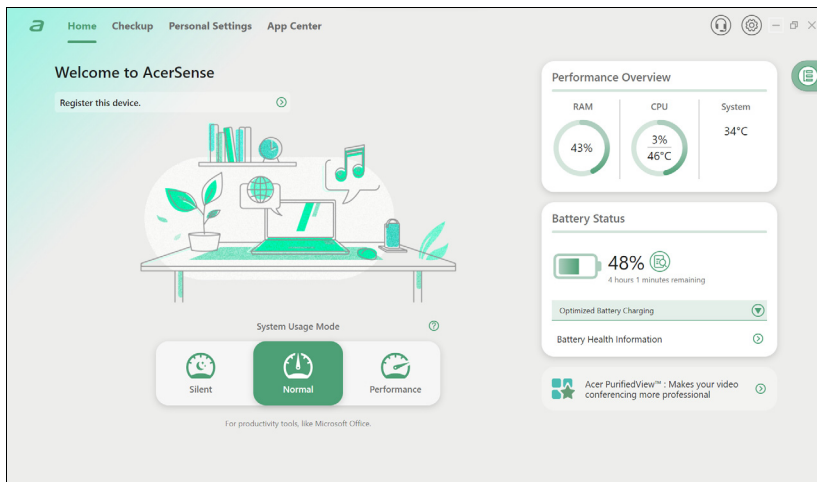 Home Checkup Personal Settings App Center
Welcome to AcerSense
Register this device.
System Usage Mode
Silent Normal Performance
For productivity tools, like Microsoft Office.
Performance Overview
RAM CPU System
43% 3% 34°C
46°C
Battery Status
48%
4 hours 1 minutes remaining
Optimized Battery Charging
Battery Health Information
Acer PurifiedView™ : Makes your video
conferencing more professional